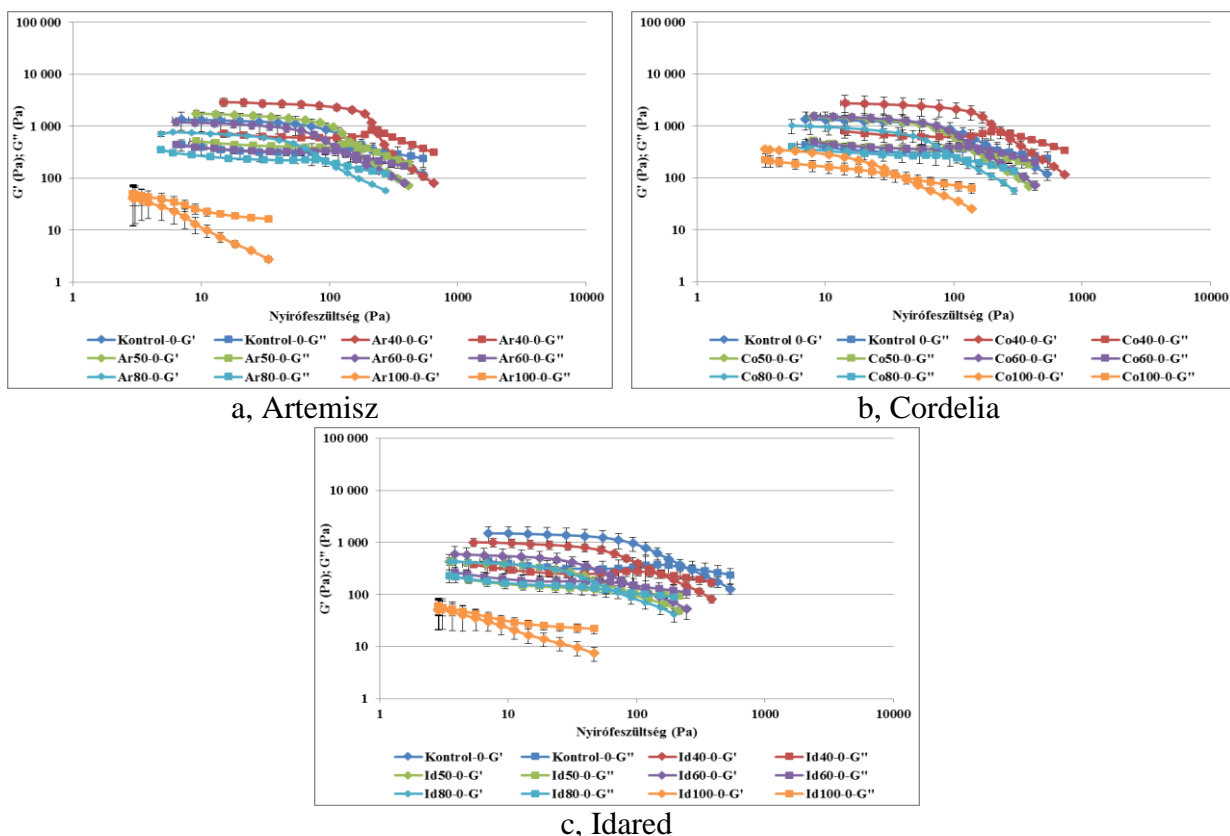 100 000
10 000
1 000
100
10
1
G' (Pa); G'' (Pa)
1 10 100 1000 10000
Nyírófeszültség (Pa)
Kontrol-0-G' Kontrol-0-G'' Ar40-0-G' Ar40-0-G''
Ar50-0-G' Ar50-0-G'' Ar60-0-G' Ar60-0-G''
Ar80-0-G' Ar80-0-G'' Ar100-0-G' Ar100-0-G''
a, Artemisz
100 000
10 000
1 000
100
10
1
G' (Pa); G'' (Pa)
1 10 100 1000 10000
Nyírófeszültség (Pa)
Kontrol 0-G' Kontrol 0-G'' Co40-0-G' Co40-0-G''
Co50-0-G' Co50-0-G'' Co60-0-G' Co60-0-G''
Co80-0-G' Co80-0-G'' Co100-0-G' Co100-0-G''
b, Cordelia
100 000
10 000
1 000
100
10
1
G' (Pa); G'' (Pa)
1 10 100 1000 10000
Nyírófeszültség (Pa)
Kontrol-0-G' Kontrol-0-G'' Id40-0-G' Id40-0-G''
Id50-0-G' Id50-0-G'' Id60-0-G' Id60-0-G''
Id80-0-G' Id80-0-G'' Id100-0-G' Id100-0-G''
c, Idared